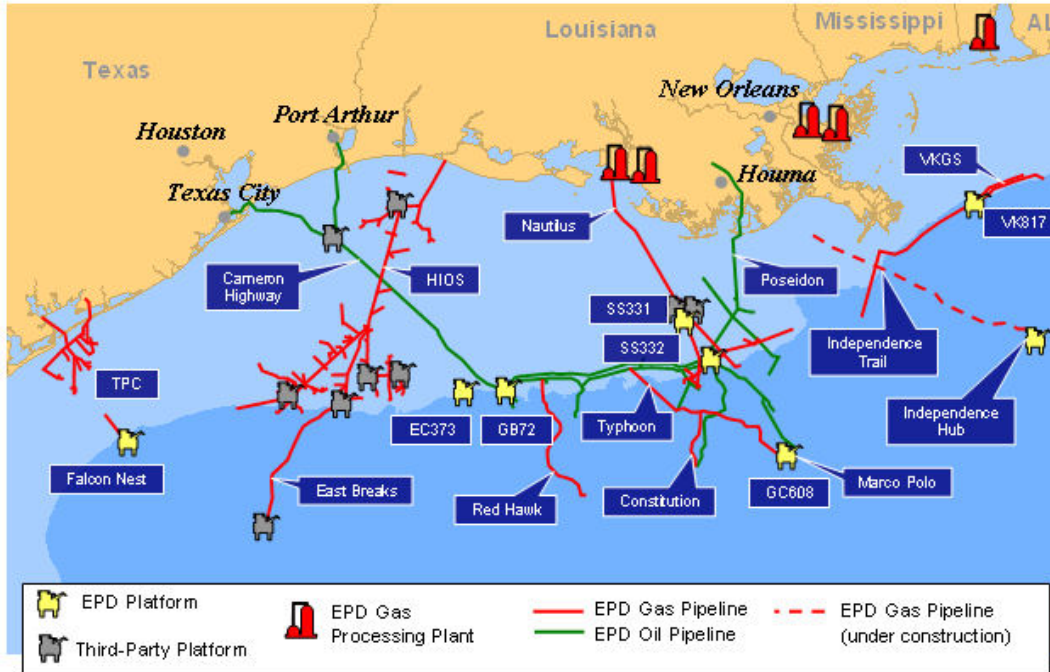 Louisiana
Mississippi
AL
Texas
New Orleans
Port Arthur
Houston
VKGS
Houma
Texas City
Nautilus
VK817
Cameron
Highway
HIOS
Poseidon
SS331
Independence
Trail
SS332
TPC
Independence
Hub
EC373
GB72
Typhoon
Falcon Nest
East Breaks
Red Hawk
Constitution
GC608
Marco Polo
EPD Platform
Third-Party Platform
EPD Gas
Processing Plant
EPD Gas Pipeline
EPD Oil Pipeline
EPD Gas Pipeline
(under construction)